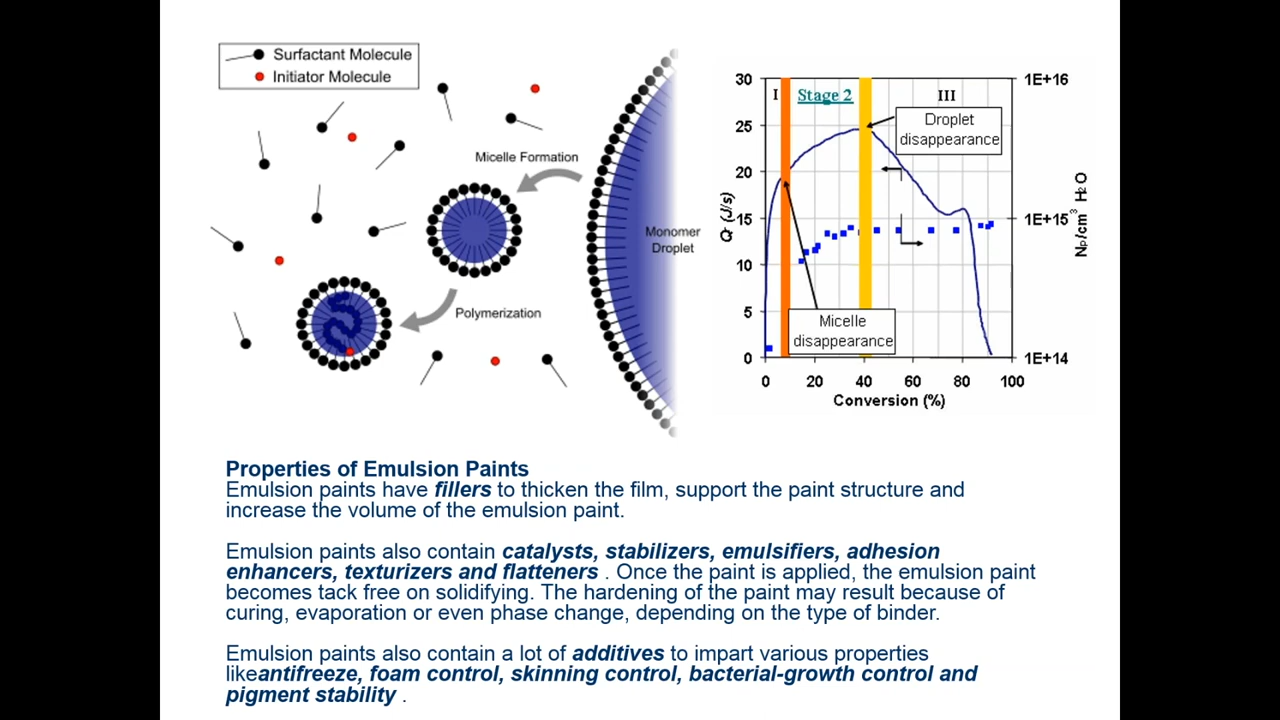 Surfactant Molecule
Initiator Molecule
Micelle Formation
Monomer
Droplet
Polymerization
30
25
20
15
10
5
0
Q (J/s)
I
Stage 2
III
Droplet
disappearance
Micelle
disappearance
1E+16
1E+15
1E+14
Np/cm3 H2O
0
20
40
60
80
100
Conversion (%)
Properties of Emulsion Paints
Emulsion paints have fillers to thicken the film, support the paint structure and
increase the volume of the emulsion paint.
Emulsion paints also contain catalysts, stabilizers, emulsifiers, adhesion
enhancers, texturizers and flatteners . Once the paint is applied, the emulsion paint
becomes tack free on solidifying. The hardening of the paint may result because of
curing, evaporation or even phase change, depending on the type of binder.
Emulsion paints also contain a lot of additives to impart various properties
likeantifreeze, foam control, skinning control, bacterial-growth control and
pigment stability .